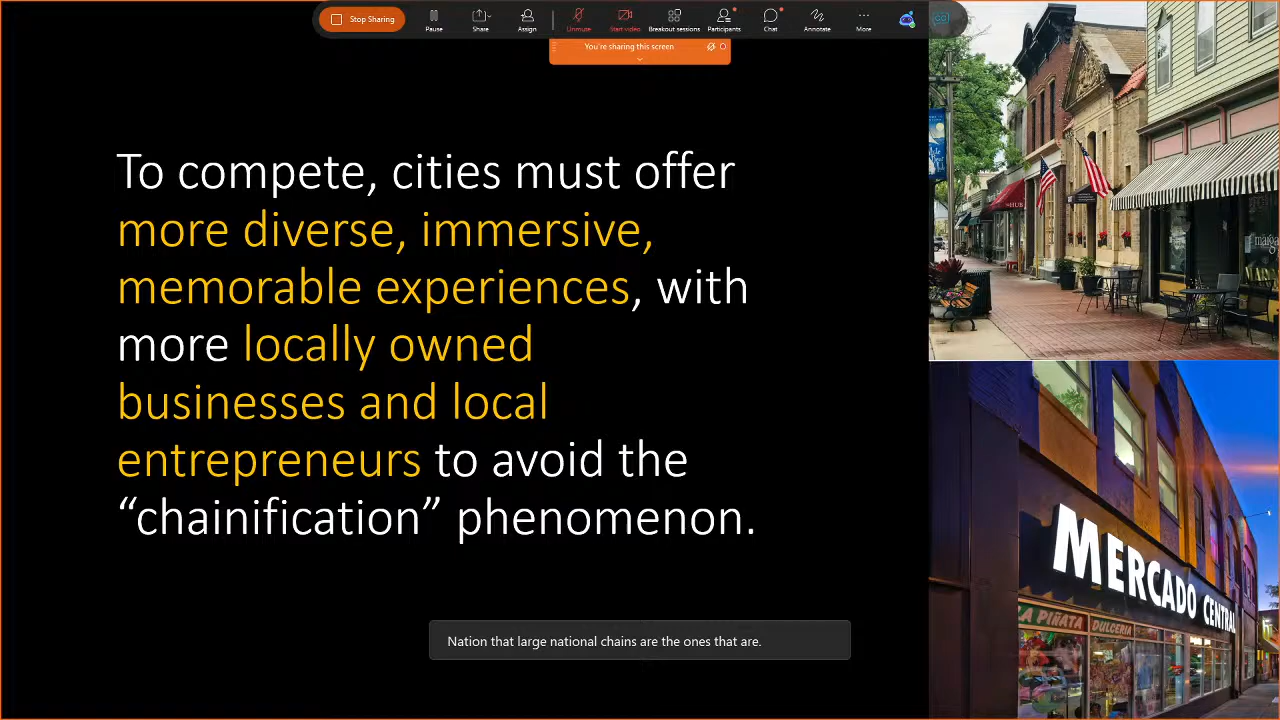 Stop Sharing
Pause
Share
Assign
Unmute
Start video
Breakout sessions
Participants
Chat
Annotate
More
You're sharing this screen
To compete, cities must offer
more diverse, immersive,
memorable experiences, with
more locally owned
businesses and local
entrepreneurs to avoid the
“chainification” phenomenon.
HUB
MERCADO CENTRAL
LA PIÑATA DULCERIA
Nation that large national chains are the ones that are.